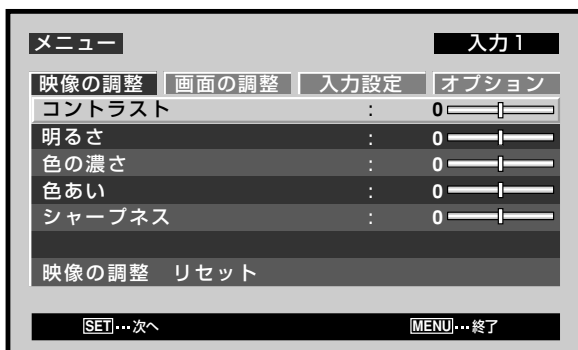 メニュー 入力1
映像の調整 画面の調整 入力設定 オプション
コントラスト : 0
明るさ : 0
色の濃さ : 0
色あい : 0
シャープネス : 0
映像の調整 リセット
SET…次へ MENU…終了